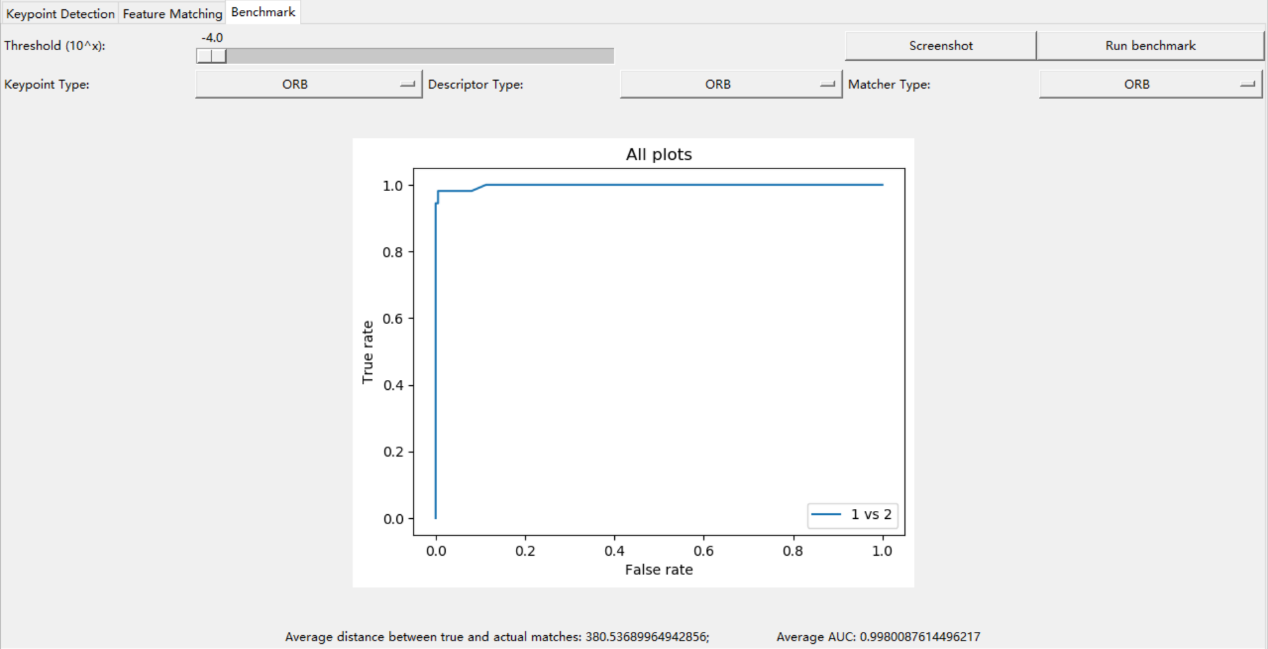 Keypoint Detection Feature Matching Benchmark
-4.0
Threshold (10^x): Screenshot Run benchmark
Keypoint Type: ORB Descriptor Type: ORB Matcher Type: ORB
All plots
1.0
0.8
0.6
0.4
0.2
0.0
True rate
1 vs 2
0.0 0.2 0.4 0.6 0.8 1.0
False rate
Average distance between true and actual matches: 380.53689964942856; Average AUC: 0.9980087614496217